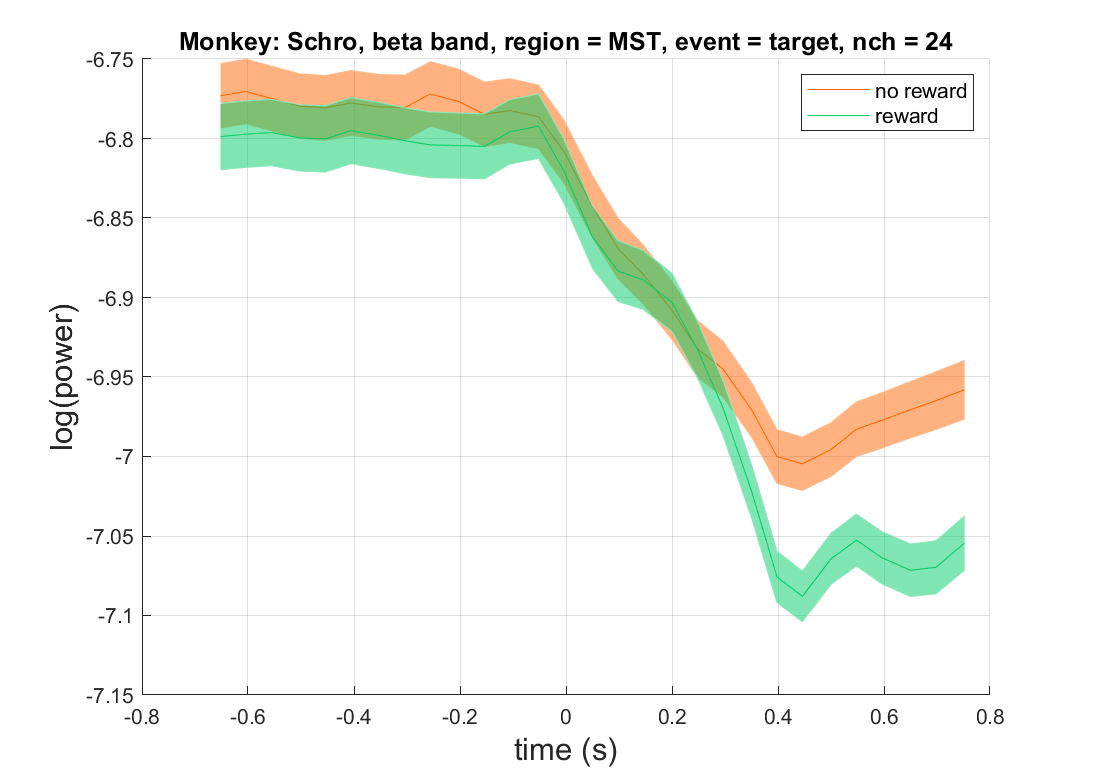 Monkey: Schro, beta band, region = MST, event = target, nch = 24
no reward
reward
log(power)
-6.75
-6.8
-6.85
-6.9
-6.95
-7
-7.05
-7.1
-7.15
-0.8 -0.6 -0.4 -0.2 0 0.2 0.4 0.6 0.8
time (s)